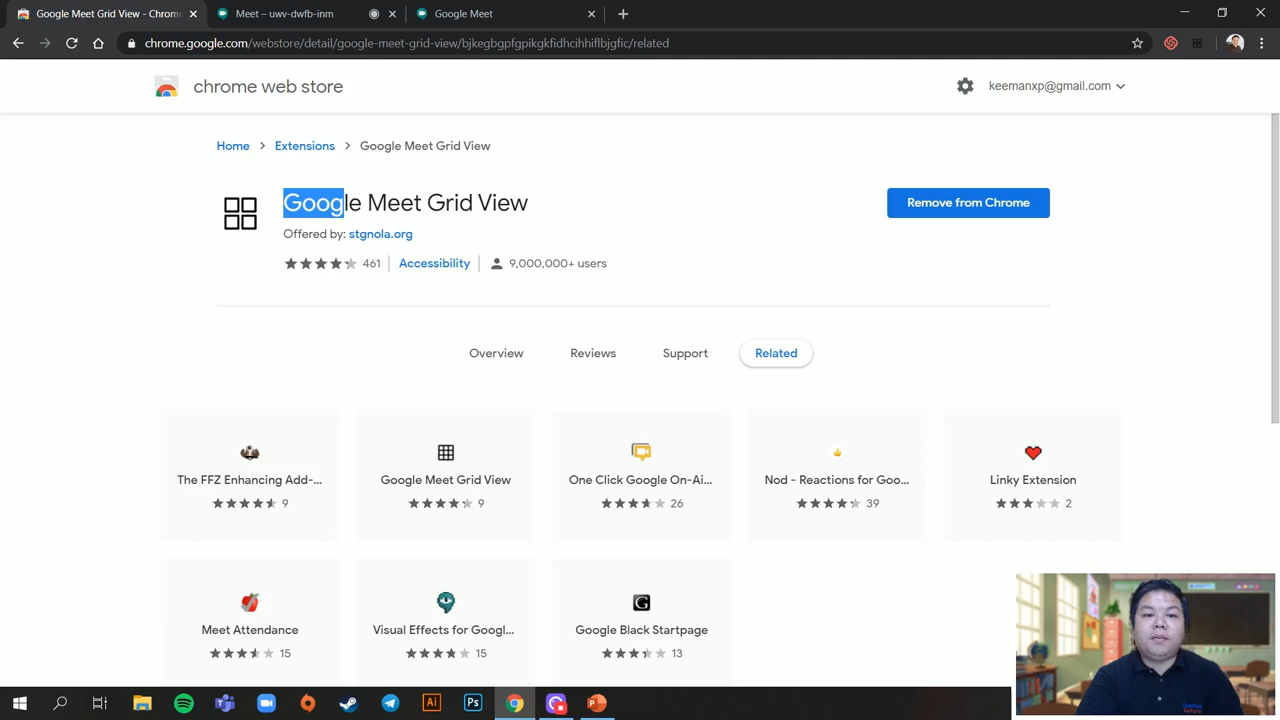 Google Meet Grid View - Chrom
Meet – uwv-dwfb-inm
Google Meet
chrome.google.com/webstore/detail/google-meet-grid-view/bjkegbgpfgpikgkfidhcihhiflbjgfic/related
chrome web store
keemanxp@gmail.com
Home > Extensions > Google Meet Grid View
Google Meet Grid View
Remove from Chrome
Offered by: stgnola.org
461
Accessibility
9,000,000+ users
Overview
Reviews
Support
Related
The FFZ Enhancing Add-...
Google Meet Grid View
One Click Google On-Ai...
Nod - Reactions for Goo...
Linky Extension
9
9
26
39
2
Meet Attendance
Visual Effects for Googl...
Google Black Startpage
15
15
13